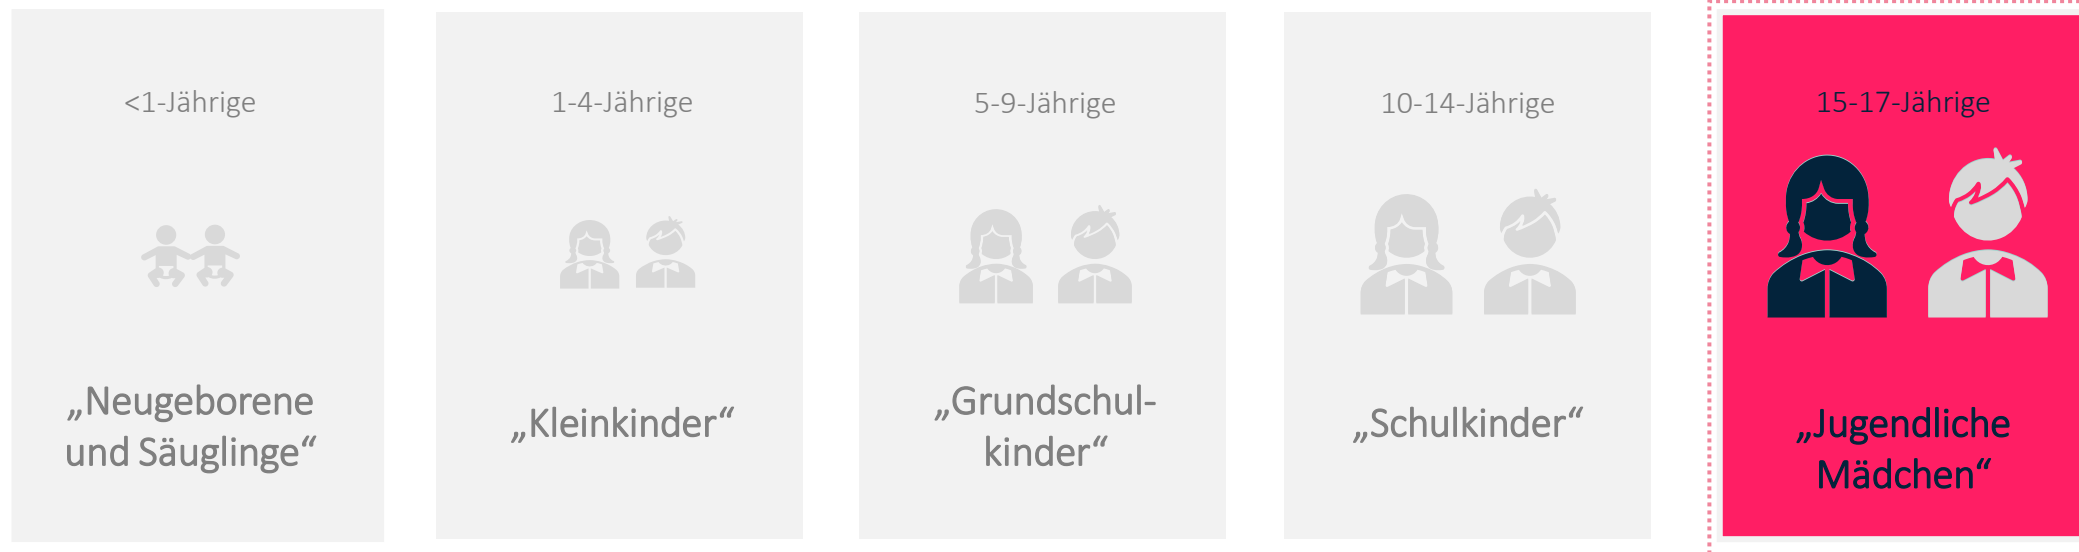 <1-Jährige
„Neugeborene
und Säuglinge“
1-4-Jährige
„Kleinkinder“
5-9-Jährige
„Grundschul-
kinder“
10-14-Jährige
„Schulkinder“
15-17-Jährige
„Jugendliche
Mädchen“